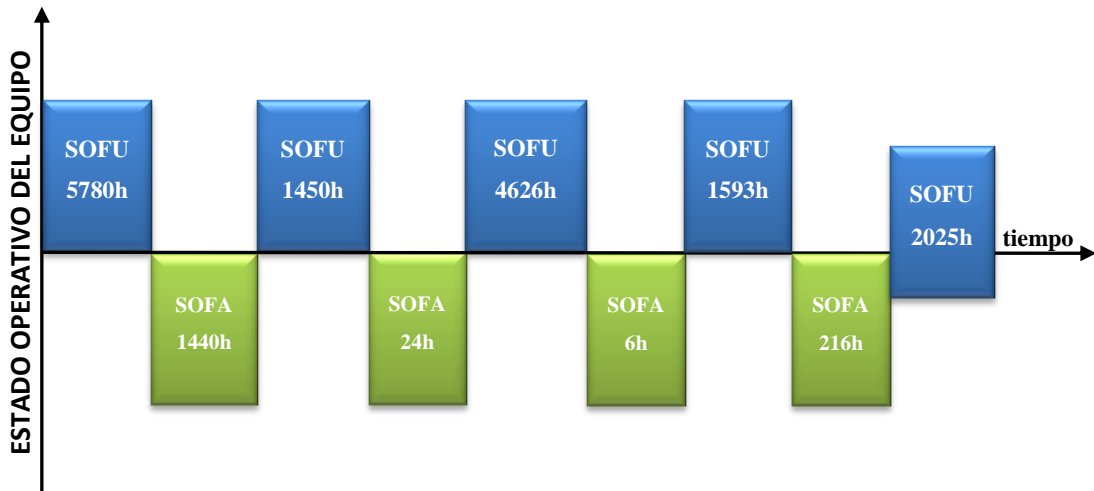 ESTADO OPERATIVO DEL EQUIPO
SOFU
5780h
SOFA
1440h
SOFU
1450h
SOFA
24h
SOFU
4626h
SOFA
6h
SOFU
1593h
SOFA
216h
SOFU
2025h
tiempo